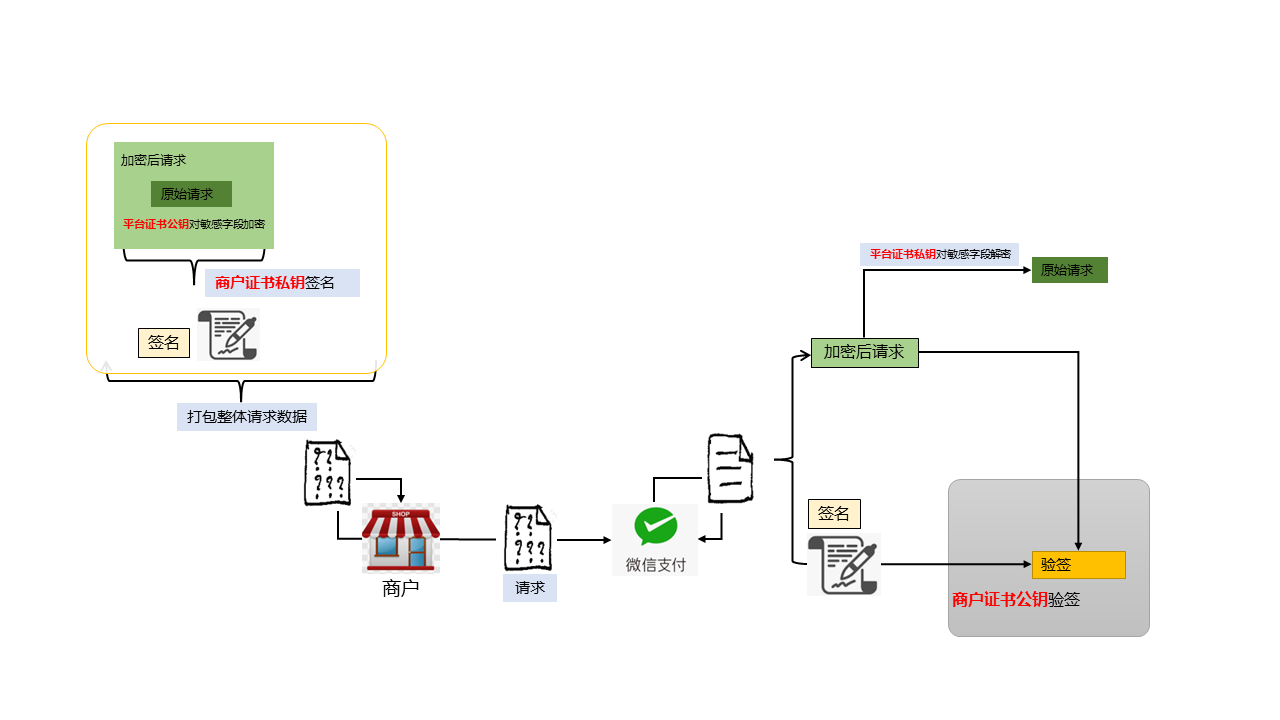 加密后请求
原始请求
平台证书公钥对敏感字段加密
商户证书私钥签名
签名
打包整体请求数据
? ?
? ? ?
SHOP
商户
? ?
? ? ?
请求
微信支付
平台证书私钥对敏感字段解密
原始请求
加密后请求
签名
验签
商户证书公钥验签